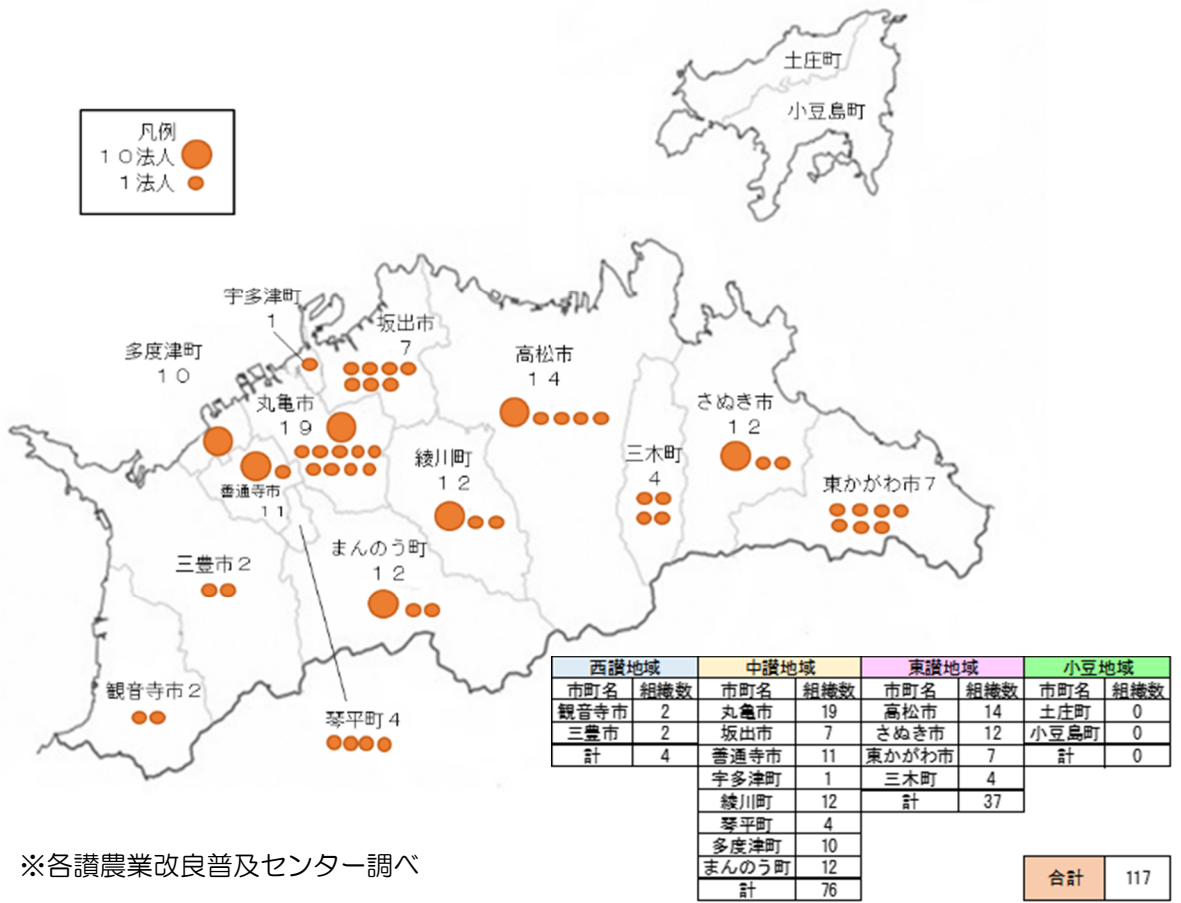 土庄町
小豆島町
凡例
１０法人
１法人
宇多津町
１
坂出市
７
多度津町
１０
高松市
１４
丸亀市
１９
さぬき市
１２
綾川町
１２
三木町
４
善通寺市
１１
東かがわ市７
まんのう町
１２
三豊市２
観音寺市２
琴平町４
西讃地域 中讃地域 東讃地域 小豆地域
市町名 組織数 市町名 組織数 市町名 組織数 市町名 組織数
観音寺市 2 丸亀市 19 高松市 14 土庄町 0
三豊市 2 坂出市 7 さぬき市 12 小豆島町 0
計 4 善通寺市 11 東かがわ市 7 計 0
宇多津町 1 三木町 4
綾川町 12 計 37
琴平町 4
多度津町 10
まんのう町 12
計 76
合計 117
※各讃農業改良普及センター調べ